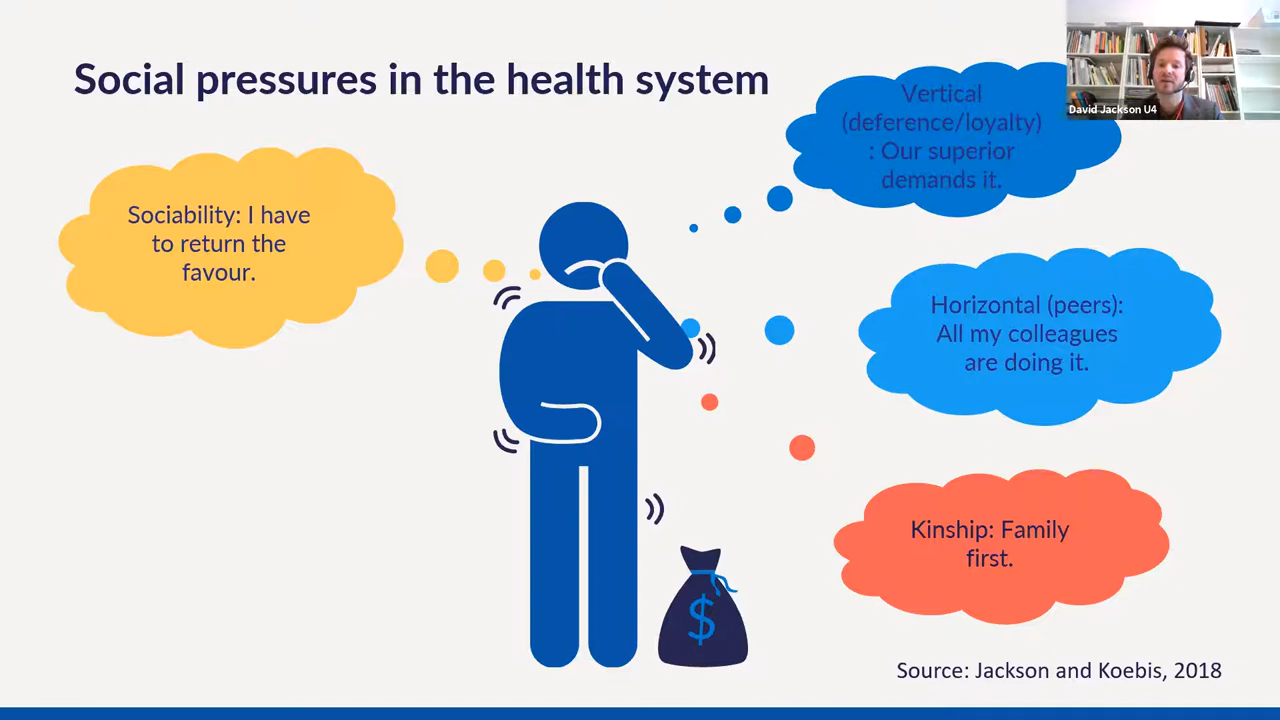 Social pressures in the health system
David Jackson U4
Vertical
(deference/loyalty)
: Our superior
demands it.
Sociability: I have
to return the
favour.
Horizontal (peers):
All my colleagues
are doing it.
Kinship: Family
first.
$
Source: Jackson and Koebis, 2018